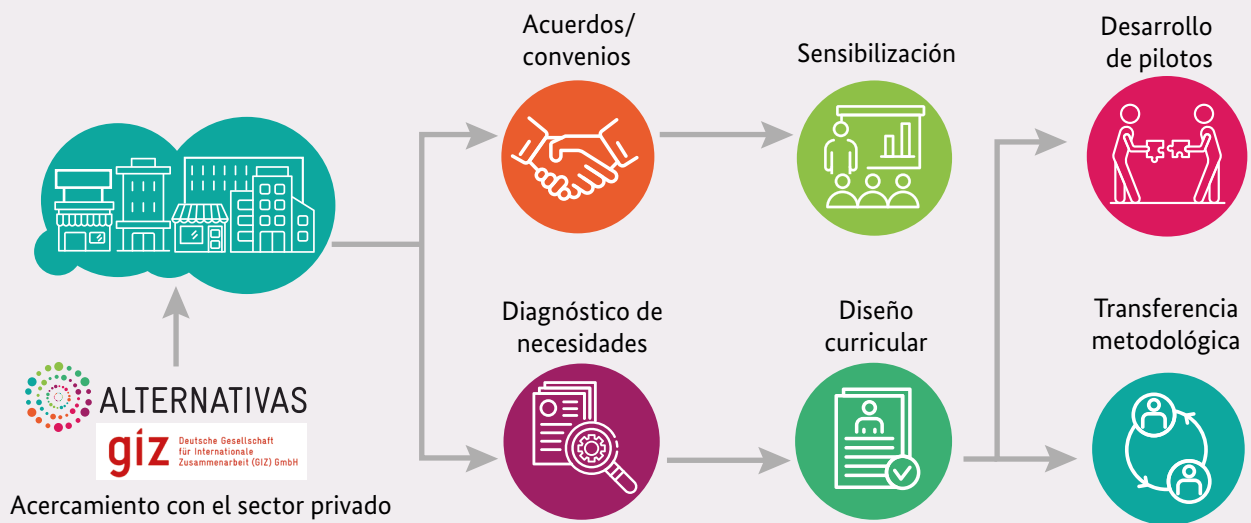 Acuerdos/
convenios
Sensibilización
Desarrollo
de pilotos
Diagnóstico de
necesidades
Diseño
curricular
Transferencia
metodológica
ALTERNATIVAS
giz
Deutsche Gesellschaft
für Internationale
Zusammenarbeit (GIZ) GmbH
Acercamiento con el sector privado